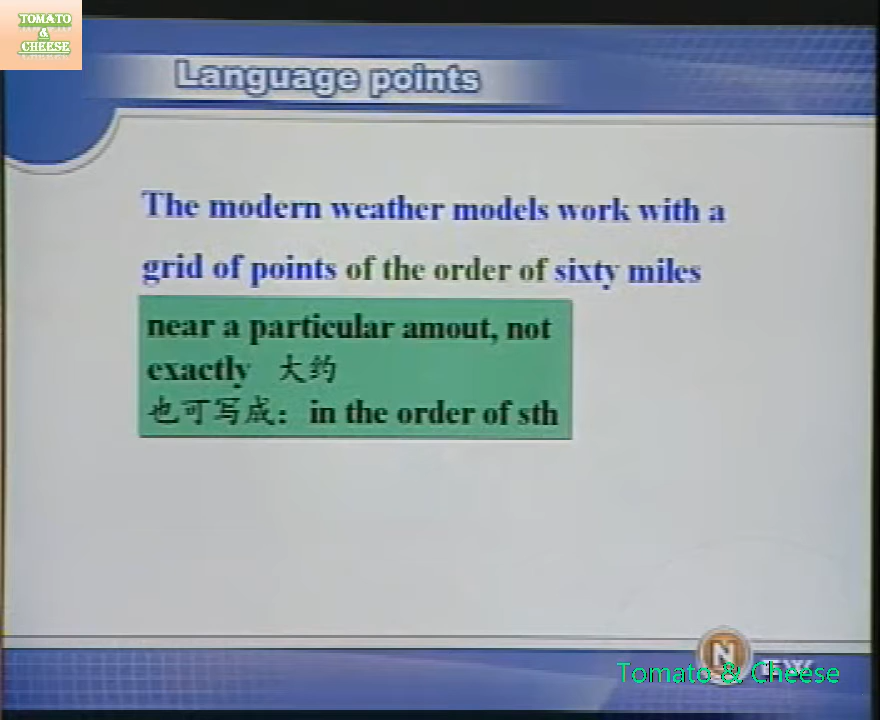 TOMATO
&
CHEESE
Language points
The modern weather models work with a
grid of points of the order of sixty miles
near a particular amout, not
exactly 大约
也可写成: in the order of sth
N
Tomato & Cheese